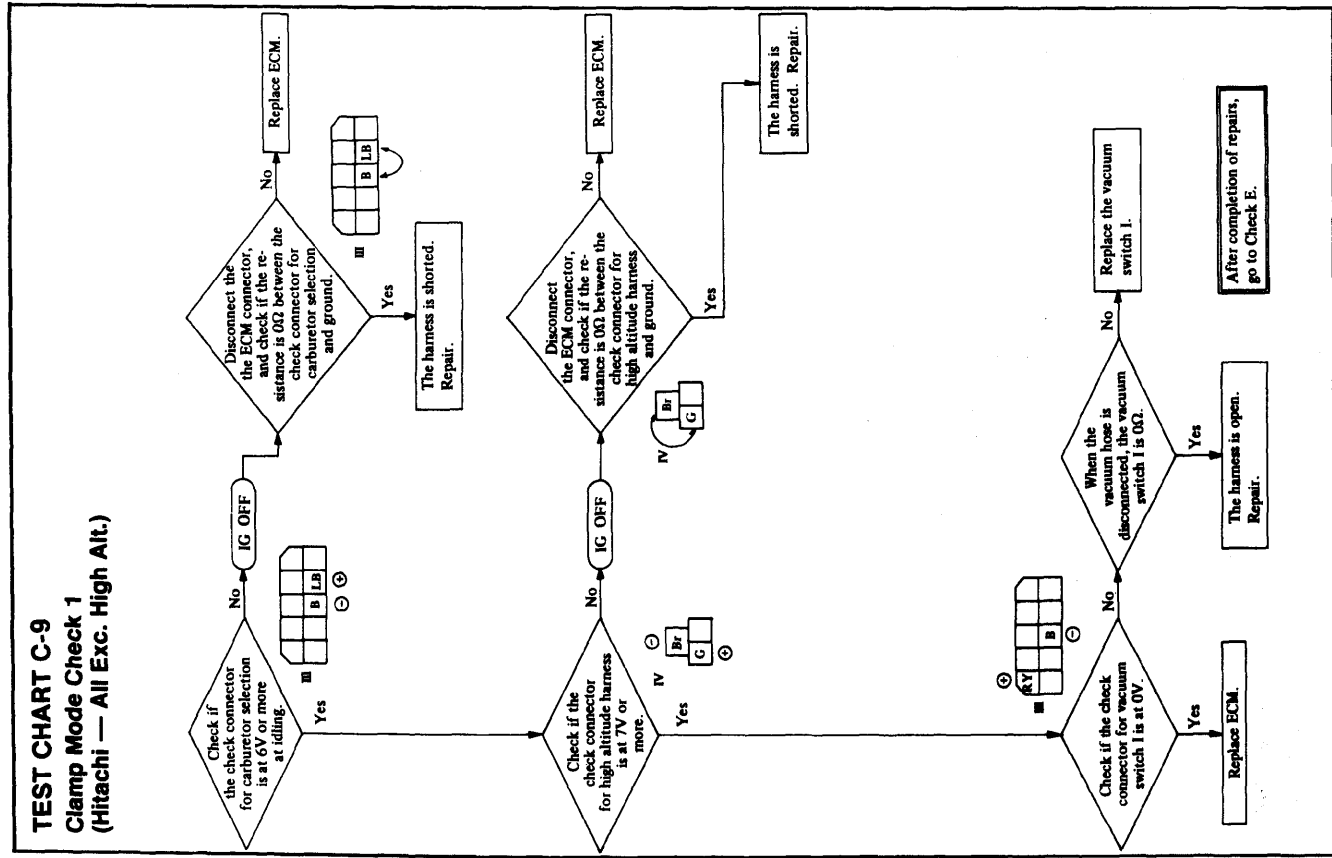 TEST CHART C-9
Clamp Mode Check 1
(Hitachi — All Exc. High Alt.)
Check if
the check connector
for carburetor selection
is at 6V or more
at idling.
No
Yes
III
B LB
⊖ ⊕
IG OFF
Disconnect the
the ECM connector,
and check if the re-
sistance is 0Ω between the
check connector for
carburetor selection
and ground.
No
Yes
III
B LB
Replace ECM.
The harness is shorted.
Repair.
Check if the
check connector
for high altitude harness
is at 7V or
more.
No
Yes
IV
⊖
Br
G
⊕
IG OFF
Disconnect
the ECM connector,
and check if the re-
sistance is 0Ω between the
check connector for
high altitude harness
and ground.
No
Yes
IV
Br
G
Replace ECM.
The harness is
shorted. Repair.
Check if the check
connector for vacuum
switch I is at 0V.
No
Yes
III
⊕
RY
B
⊖
Replace ECM.
When the
vacuum hose is
disconnected, the vacuum
switch I is 0Ω.
No
Yes
Replace the vacuum
switch I.
The harness is open.
Repair.
After completion of repairs,
go to Check E.